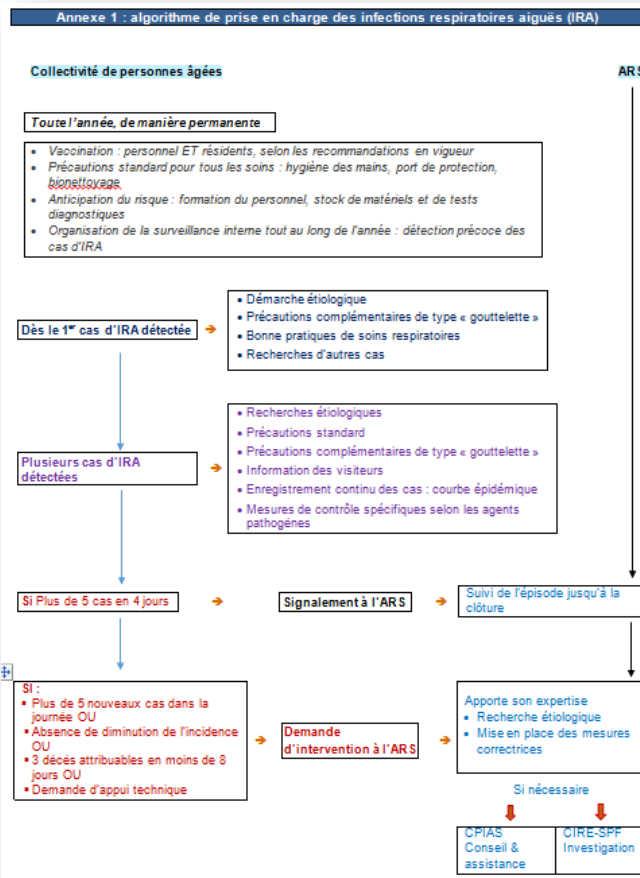 Annexe 1 : algorithme de prise en charge des infections respiratoires aiguës (IRA)
Collectivité de personnes âgées
ARS
Toute l'année, de manière permanente
• Vaccination : personnel ET résidents, selon les recommandations en vigueur
• Précautions standard pour tous les soins : hygiène des mains, port de protection,
bionettoyage
• Anticipation du risque : formation du personnel, stock de matériels et de tests
diagnostiques
• Organisation de la surveillance interne tout au long de l'année : détection précoce des
cas d'IRA
Dès le 1er cas d'IRA détectée
• Démarche étiologique
• Précautions complémentaires de type « gouttelette »
• Bonne pratiques de soins respiratoires
• Recherches d'autres cas
Plusieurs cas d'IRA
détectées
• Recherches étiologiques
• Précautions standard
• Précautions complémentaires de type « gouttelette »
• Information des visiteurs
• Enregistrement continu des cas : courbe épidémique
• Mesures de contrôle spécifiques selon les agents
pathogènes
Si Plus de 5 cas en 4 jours
Signalement à l'ARS
Suivi de l'épisode jusqu'à la
clôture
SI :
▪ Plus de 5 nouveaux cas dans la
journée OU
▪ Absence de diminution de l'incidence
OU
▪ 3 décés attribuables en moins de 8
jours OU
▪ Demande d'appui technique
Demande
d'intervention à l'ARS
Apporte son expertise
• Recherche étiologique
• Mise en place des mesures
correctrices
Si nécessaire
CPIAS
Conseil &
assistance
CIRE-SPF
Investigation